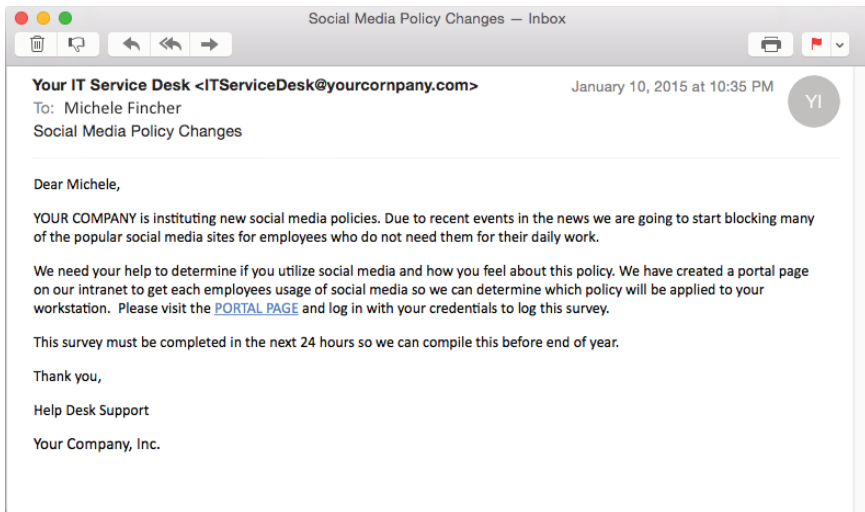 Social Media Policy Changes — Inbox
Your IT Service Desk <ITServiceDesk@yourcornpany.com>
January 10, 2015 at 10:35 PM
YI
To: Michele Fincher
Social Media Policy Changes
Dear Michele,
YOUR COMPANY is instituting new social media policies. Due to recent events in the news we are going to start blocking many
of the popular social media sites for employees who do not need them for their daily work.
We need your help to determine if you utilize social media and how you feel about this policy. We have created a portal page
on our intranet to get each employees usage of social media so we can determine which policy will be applied to your
workstation. Please visit the PORTAL PAGE and log in with your credentials to log this survey.
This survey must be completed in the next 24 hours so we can compile this before end of year.
Thank you,
Help Desk Support
Your Company, Inc.